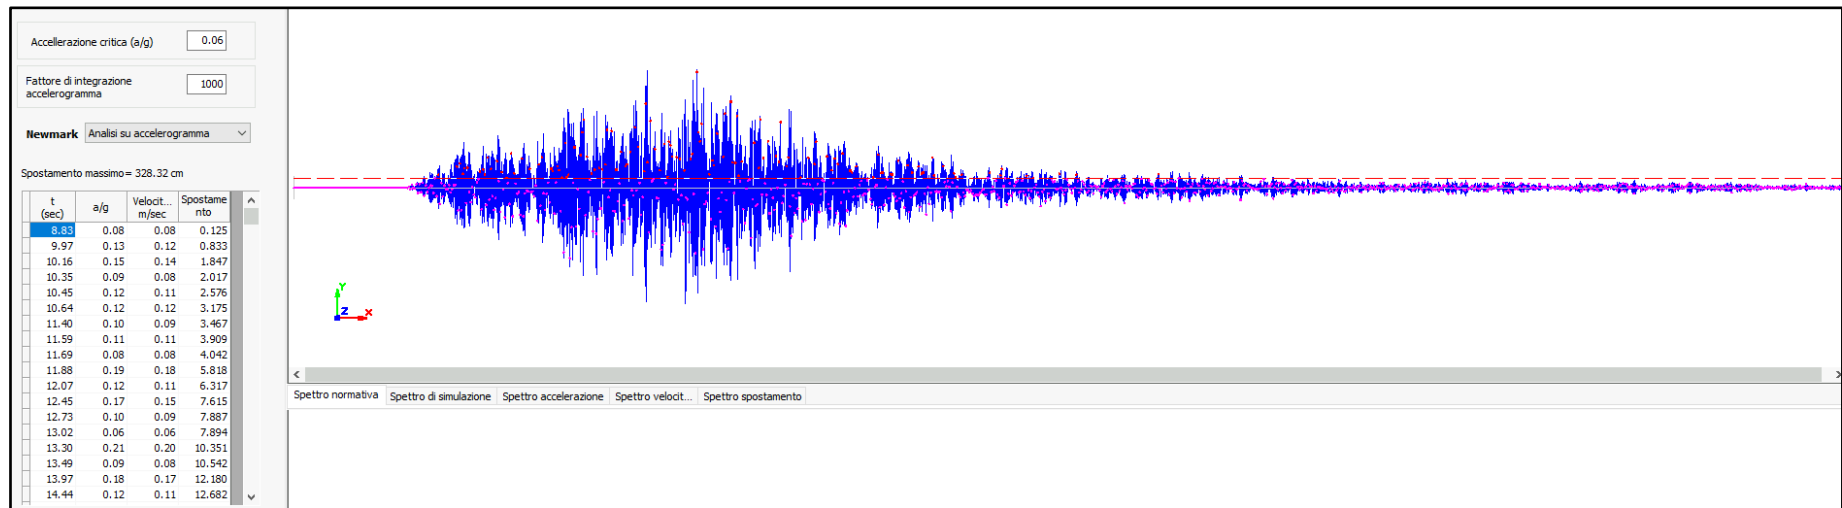 Accellerazione critica (a/g) 0.06
Fattore di integrazione
accelerogramma 1000
Newmark Analisi su accelerogramma
Spostamento massimo= 328.32 cm
t
(sec) a/g Velocit...
m/sec Spostame
nto
8.83 0.08 0.08 0.125
9.97 0.13 0.12 0.833
10.16 0.15 0.14 1.847
10.35 0.09 0.08 2.017
10.45 0.12 0.11 2.576
10.64 0.12 0.12 3.175
11.40 0.10 0.09 3.467
11.59 0.11 0.11 3.909
11.69 0.08 0.08 4.042
11.88 0.19 0.18 5.818
12.07 0.12 0.11 6.317
12.45 0.17 0.15 7.615
12.73 0.10 0.09 7.887
13.02 0.06 0.06 7.894
13.30 0.21 0.20 10.351
13.49 0.09 0.08 10.542
13.97 0.18 0.17 12.180
14.44 0.12 0.11 12.682
Y
Z X
Spettro normativa Spettro di simulazione Spettro accelerazione Spettro velocit... Spettro spostamento